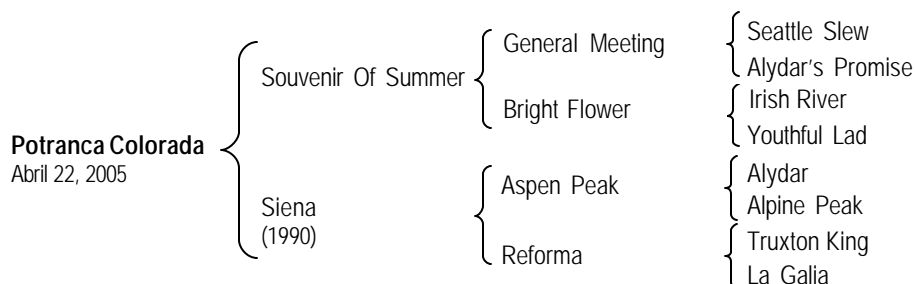 General Meeting
Seattle Slew
Alydar's Promise
Souvenir Of Summer
Bright Flower
Irish River
Youthful Lad
Potranca Colorada
Abril 22, 2005
Siena
(1990)
Aspen Peak
Alydar
Alpine Peak
Reforma
Truxton King
La Galia